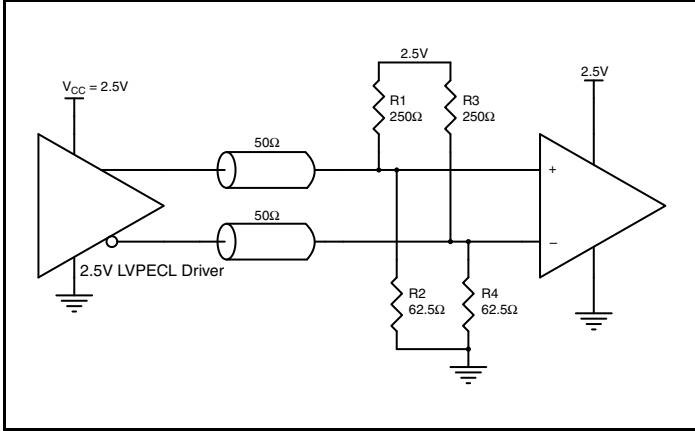 2.5V
V_CC = 2.5V
2.5V
R1
250Ω
R3
250Ω
50Ω
+
50Ω
−
2.5V LVPECL Driver
R2
62.5Ω
R4
62.5Ω